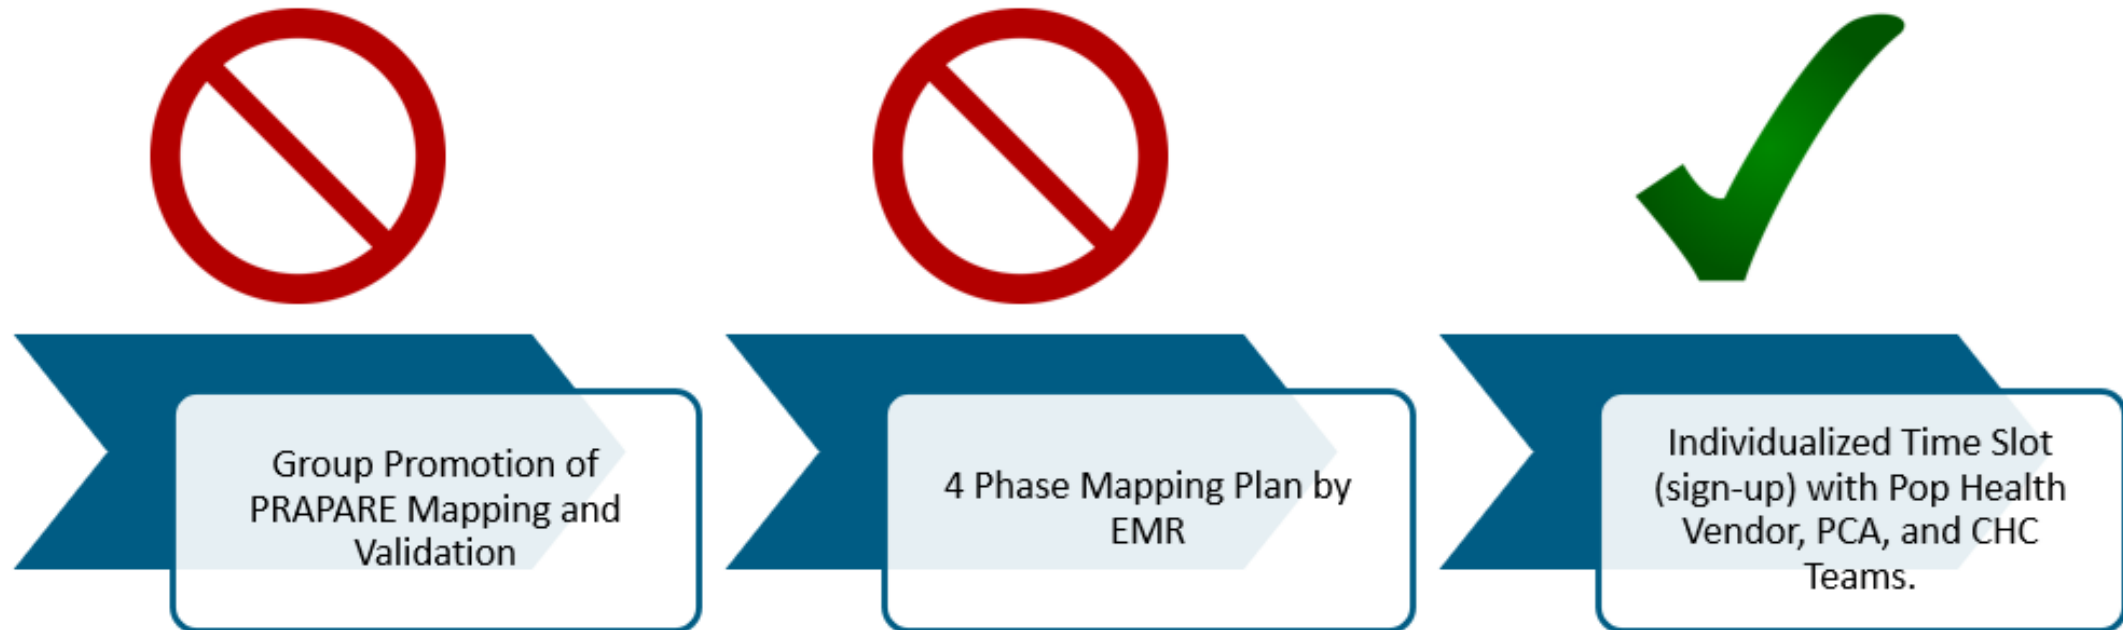 Group Promotion of
PRAPARE Mapping and
Validation
4 Phase Mapping Plan by
EMR
Individualized Time Slot
(sign-up) with Pop Health
Vendor, PCA, and CHC
Teams.